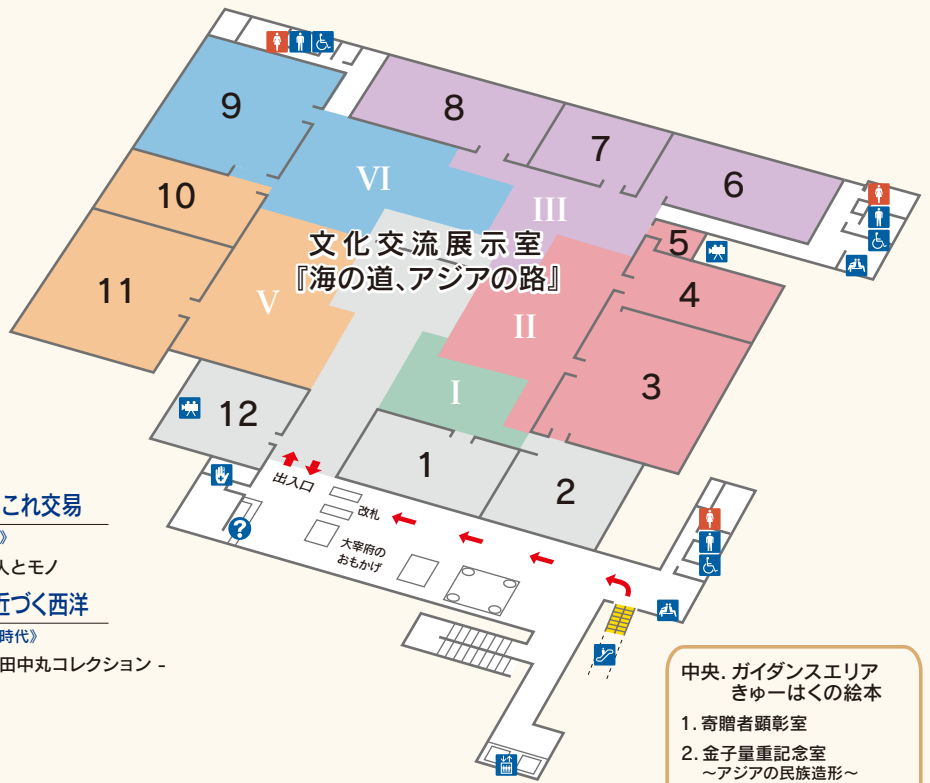 9
8
7
6
10
VI
III
文化交流展示室
『海の道、アジアの路』
5
4
11
V
II
3
I
12
1
2
出入口
改札
大宰府の
おもかげ
?
これ交易
》
人とモノ
近づく西洋
時代》
田中丸コレクション -
中央. ガイダンスエリア
きゅーはくの絵本
1. 寄贈者顕彰室
2. 金子量重記念室
～アジアの民族造形～